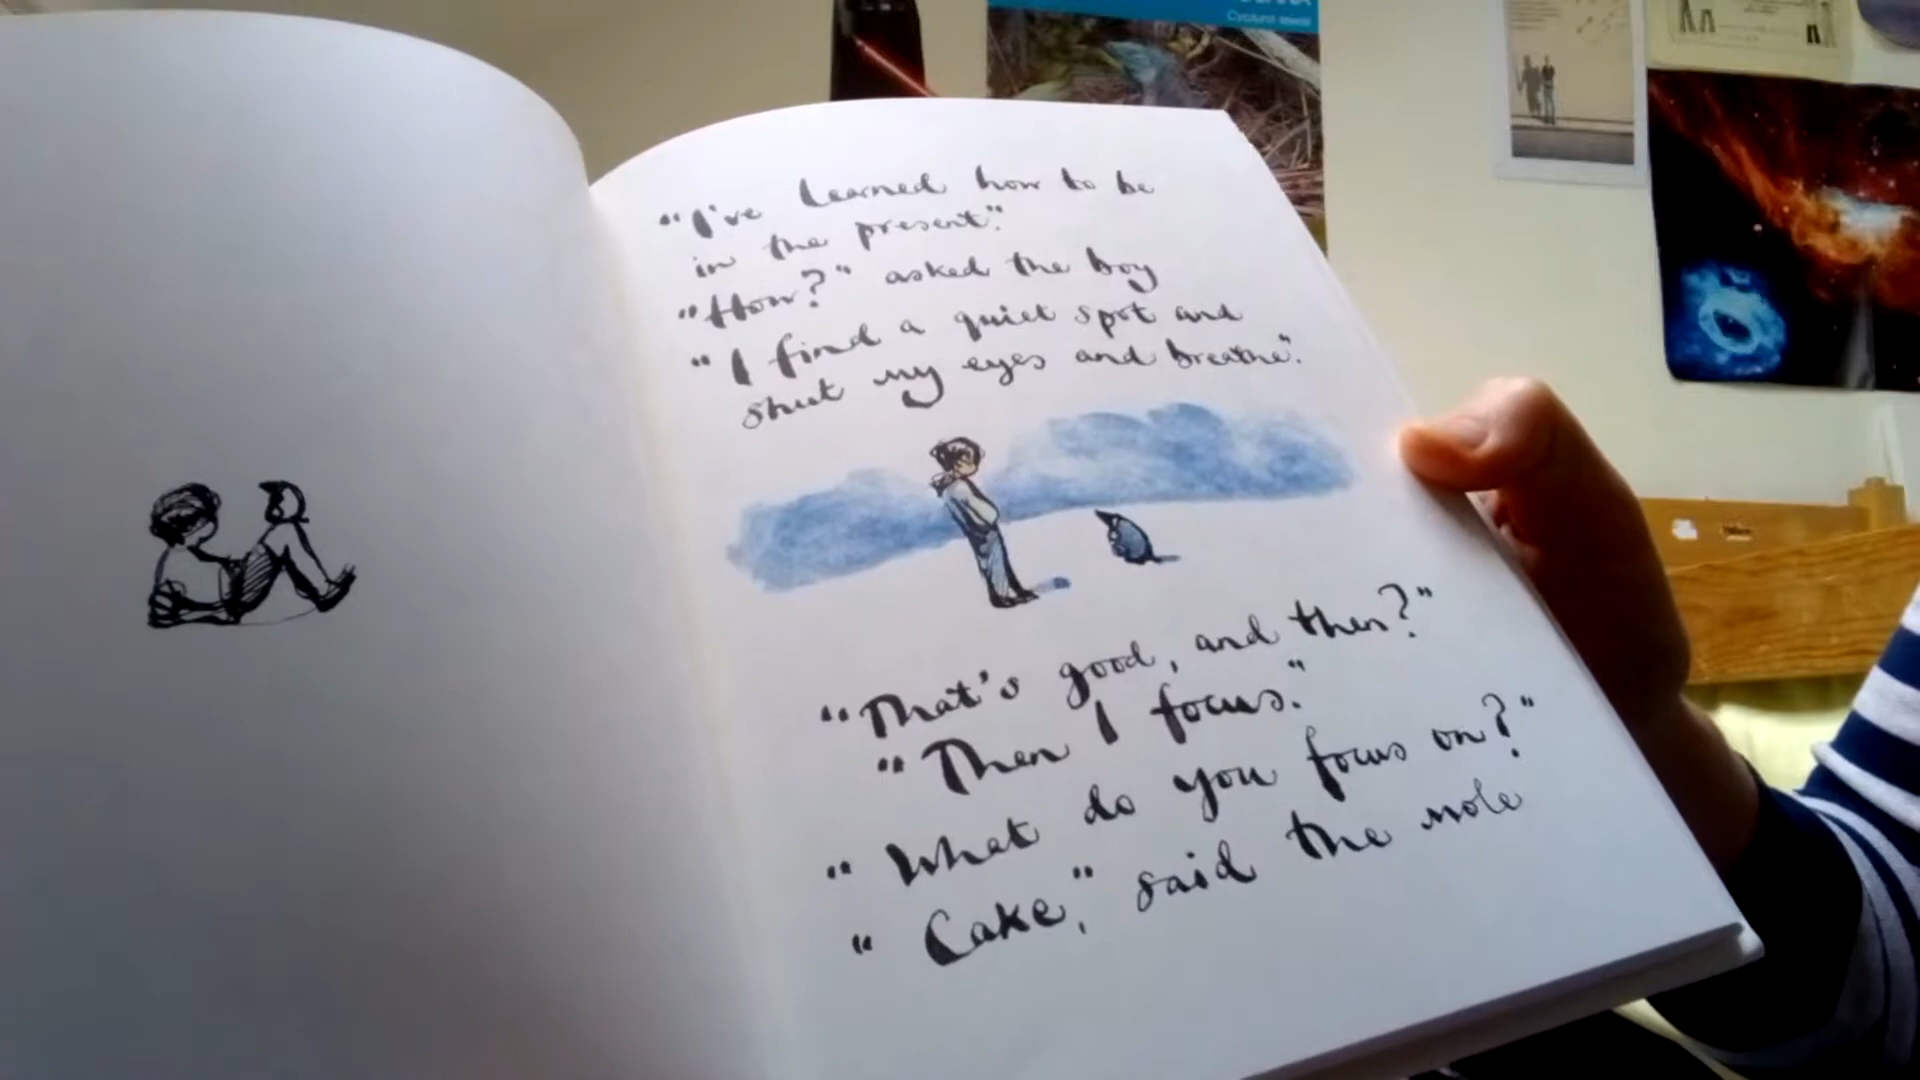 "I've learned how to be
in the present".
"How?" asked the boy
"I find a quiet spot and
shut my eyes and breathe".
"That's good, and then?"
"Then I focus."
"What do you focus on?"
"Cake," said the mole